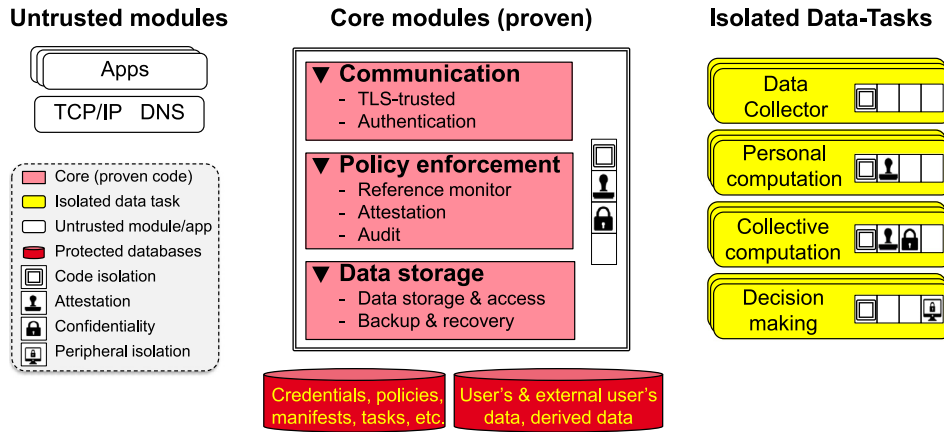 Untrusted modules
Core modules (proven)
Isolated Data-Tasks
Apps
TCP/IP DNS
Core (proven code)
Isolated data task
Untrusted module/app
Protected databases
Code isolation
Attestation
Confidentiality
Peripheral isolation
▼ Communication
- TLS-trusted
- Authentication
▼ Policy enforcement
- Reference monitor
- Attestation
- Audit
▼ Data storage
- Data storage & access
- Backup & recovery
Credentials, policies,
manifests, tasks, etc.
User's & external user's
data, derived data
Data
Collector
Personal
computation
Collective
computation
Decision
making